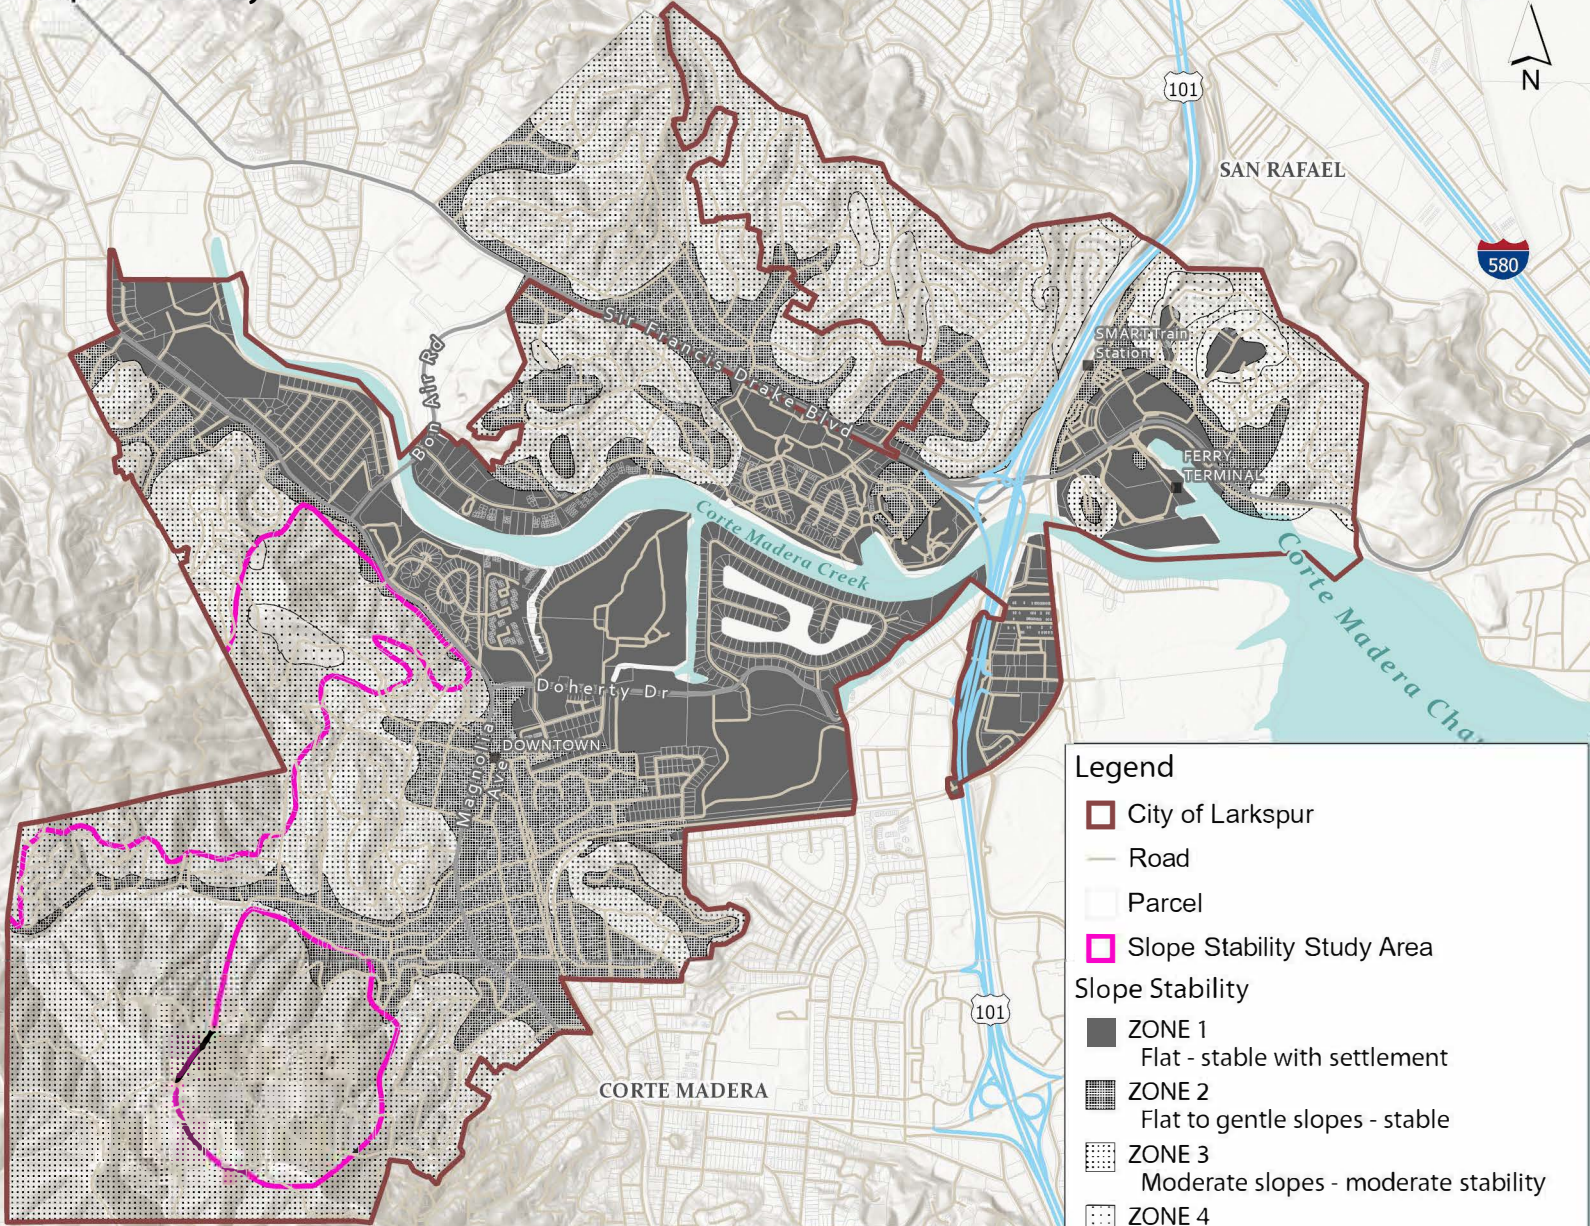 101
N
SAN RAFAEL
580
Sir Francis Drake Blvd
SMART Train
Station
Bon Air Rd
FERRY
TERMINAL
Corte Madera Creek
Corte Madera Cha
Doherty Dr
DOWNTOWN
Magnolia
Ave
101
CORTE MADERA
Legend
City of Larkspur
Road
Parcel
Slope Stability Study Area
Slope Stability
ZONE 1
Flat - stable with settlement
ZONE 2
Flat to gentle slopes - stable
ZONE 3
Moderate slopes - moderate stability
ZONE 4